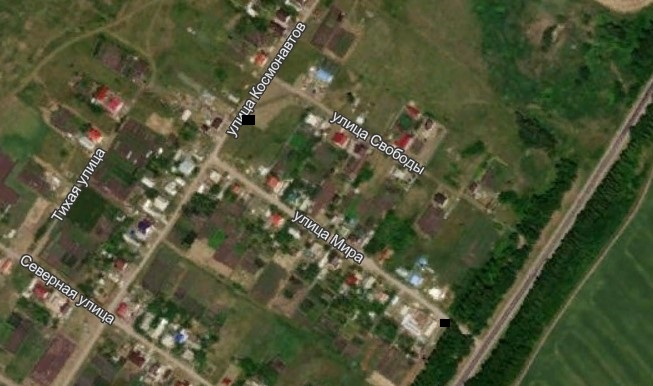 улица Космонавтов
улица Свободы
Тихая улица
улица Мира
Северная улица